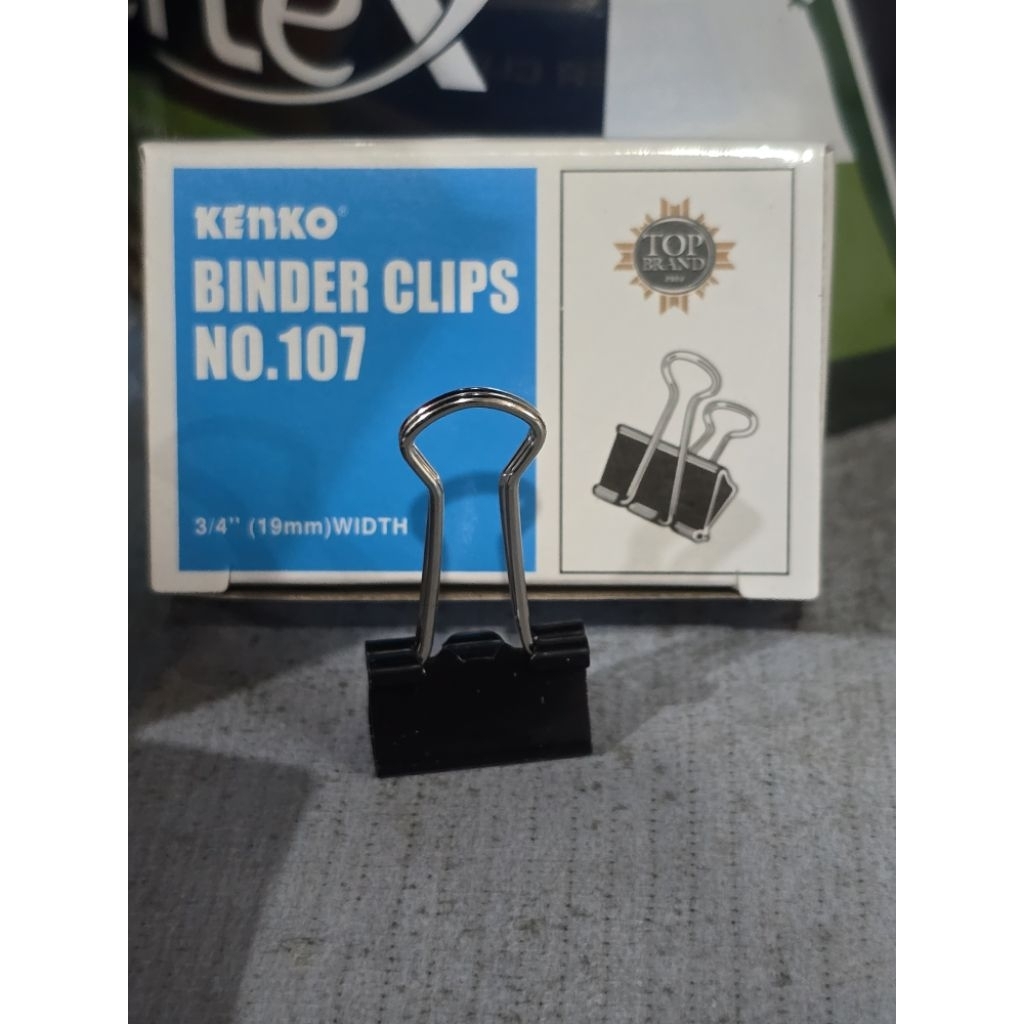 KENKO®
BINDER CLIPS
NO.107
3/4" (19mm)WIDTH
TOP
BRAND